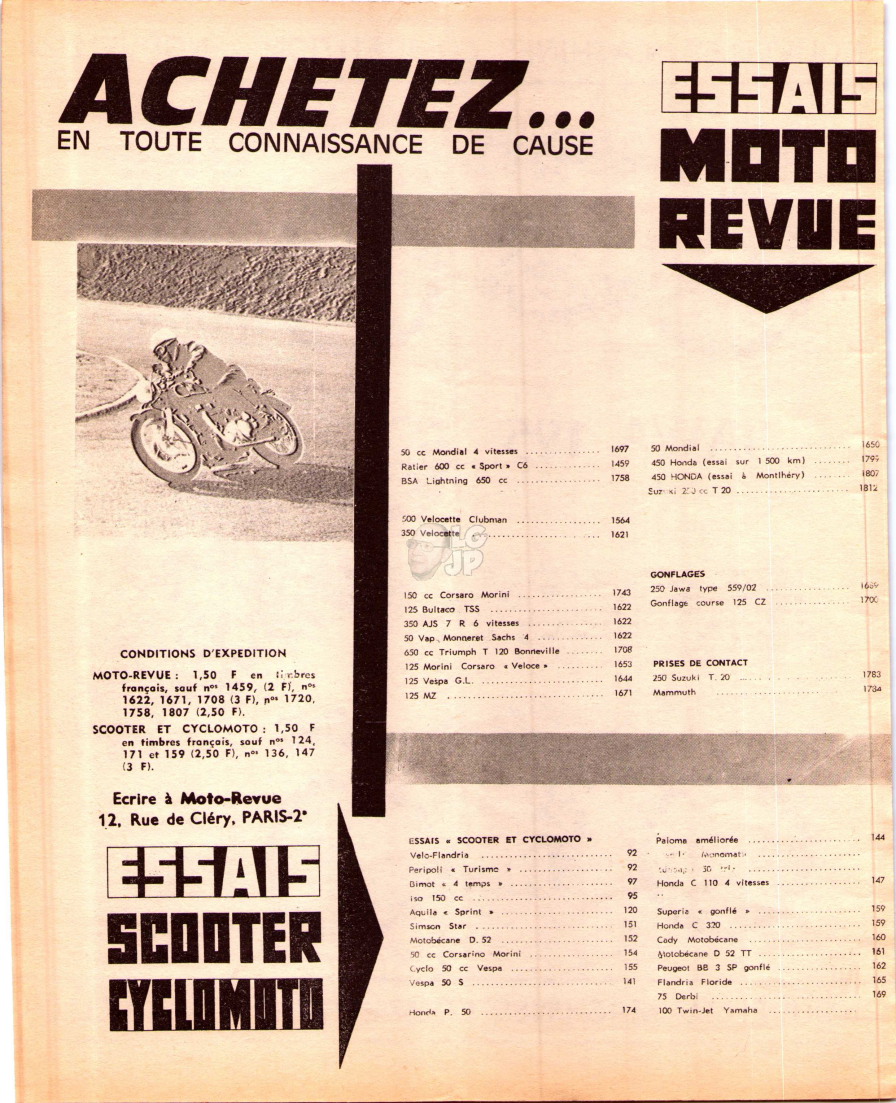 ACHETEZ...
EN TOUTE CONNAISSANCE DE CAUSE
ESSAIS
MOTO
REVUE
50 cc Mondial 4 vitesses .................. 1697
Ratier 600 cc « Sport » C6 .................. 1459
BSA Lightning 650 cc .................. 1758
500 Velocette Clubman .................. 1564
350 Velocette .................. 1621
150 cc Corsaro Morini .................. 1743
125 Bultaco TSS .................. 1622
350 AJS 7 R 6 vitesses .................. 1622
50 Vap Monneret Sachs 4 .................. 1622
650 cc Triumph T 120 Bonneville .................. 1708
125 Morini Corsaro « Veloce » .................. 1653
125 Vespa G.L. .................. 1644
125 MZ .................. 1671
50 Mondial .................. 1650
450 Honda (essai sur 1 500 km) ..................
450 HONDA (essai à Montlhéry) .................. 1807
Suzuki 250 cc T 20 .................. 1812
GONFLAGES
250 Jawa type 559/02 ..................
Gonflage course 125 CZ .................. 1700
PRISES DE CONTACT
250 Suzuki T. 20 .................. 1783
Mammuth .................. 1784
LG
JP
CONDITIONS D'EXPEDITION
MOTO-REVUE : 1,50 F en timbres
français, sauf nos 1459, (2 F), nos
1622, 1671, 1708 (3 F), nos 1720,
1758, 1807 (2,50 F).
SCOOTER ET CYCLOMOTO : 1,50 F
en timbres français, sauf nos 124,
171 et 159 (2,50 F), nos 136, 147
(3 F).
Ecrire à Moto-Revue
12, Rue de Cléry, PARIS-2e
ESSAIS
SCOOTER
CYCLOMOTO
ESSAIS « SCOOTER ET CYCLOMOTO »
Velo-Flandria .................. 92
Peripoli « Turismo » .................. 92
Bimot « 4 temps » .................. 97
Iso 150 cc .................. 95
Aquila « Sprint » .................. 120
Simson Star .................. 151
Motobécane D. 52 .................. 152
50 cc Corsarino Morini .................. 154
Cyclo 50 cc Vespa .................. 155
Vespa 50 S .................. 141
Honda P. 50 .................. 174
Paloma améliorée .................. 144
Monomatic ..................
50 ..................
Honda C 110 4 vitesses .................. 147
Superia « gonflé » .................. 159
Honda C 320 .................. 159
Cady Motobécane .................. 160
Motobécane D 52 TT .................. 161
Peugeot BB 3 SP gonflé .................. 162
Flandria Floride .................. 165
75 Derbi .................. 169
100 Twin-Jet Yamaha ..................